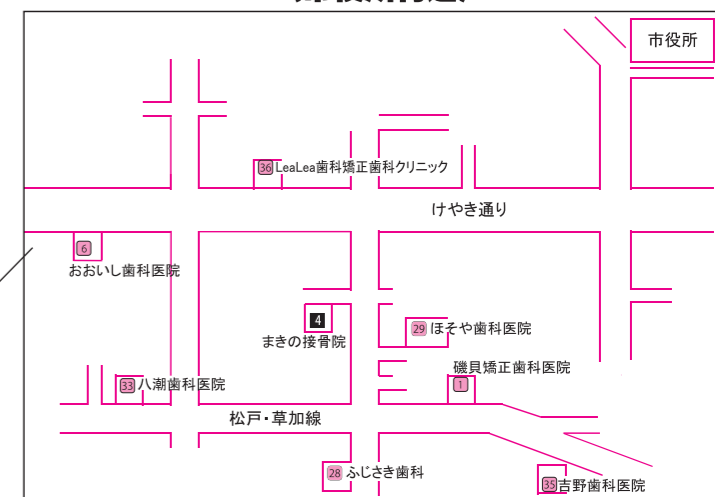 市役所
36 LeaLea歯科矯正歯科クリニック
けやき通り
6
おおいし歯科医院
4
まきの接骨院
29 ほそや歯科医院
磯貝矯正歯科医院
1
33 八潮歯科医院
松戸・草加線
28 ふじさき歯科
35 吉野歯科医院